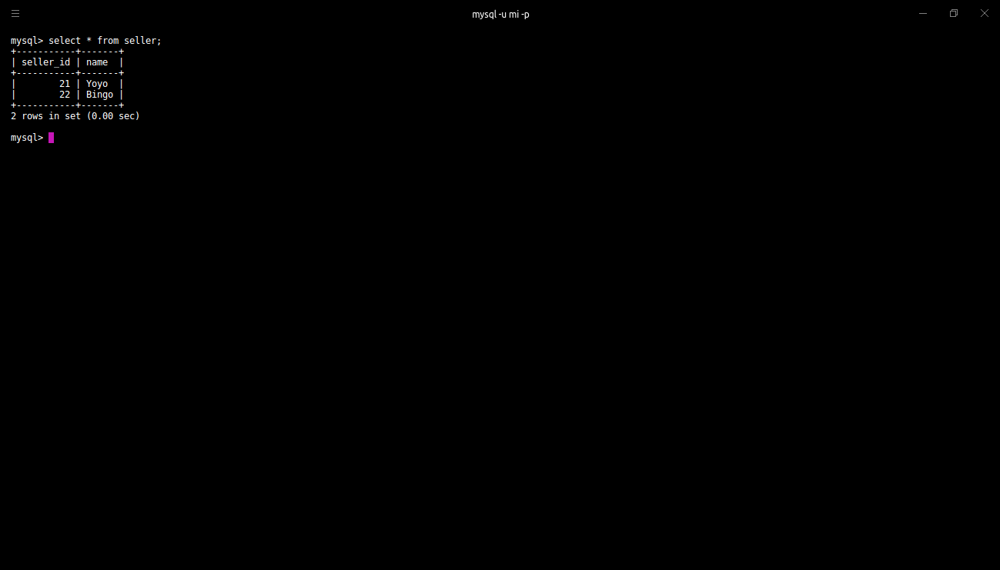 mysql -u mi -p
mysql> select * from seller;
+-----------+-------+
| seller_id | name  |
+-----------+-------+
|        21 | Yoyo  |
|        22 | Bingo |
+-----------+-------+
2 rows in set (0.00 sec)
mysql>